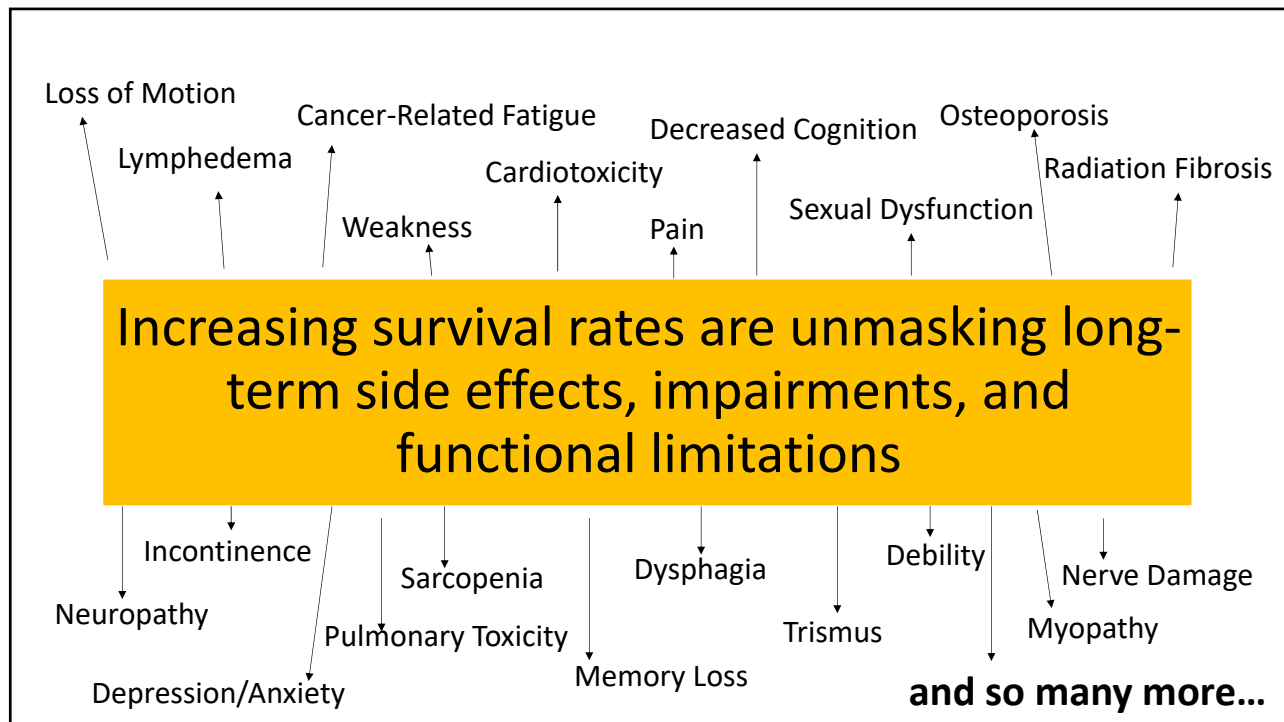 Loss of Motion
Cancer-Related Fatigue
Osteoporosis
Decreased Cognition
Lymphedema
Cardiotoxicity
Radiation Fibrosis
Weakness
Pain
Sexual Dysfunction
Increasing survival rates are unmasking long-
term side effects, impairments, and
functional limitations
Incontinence
Sarcopenia
Dysphagia
Debility
Nerve Damage
Neuropathy
Pulmonary Toxicity
Trismus
Myopathy
Depression/Anxiety
Memory Loss
and so many more…